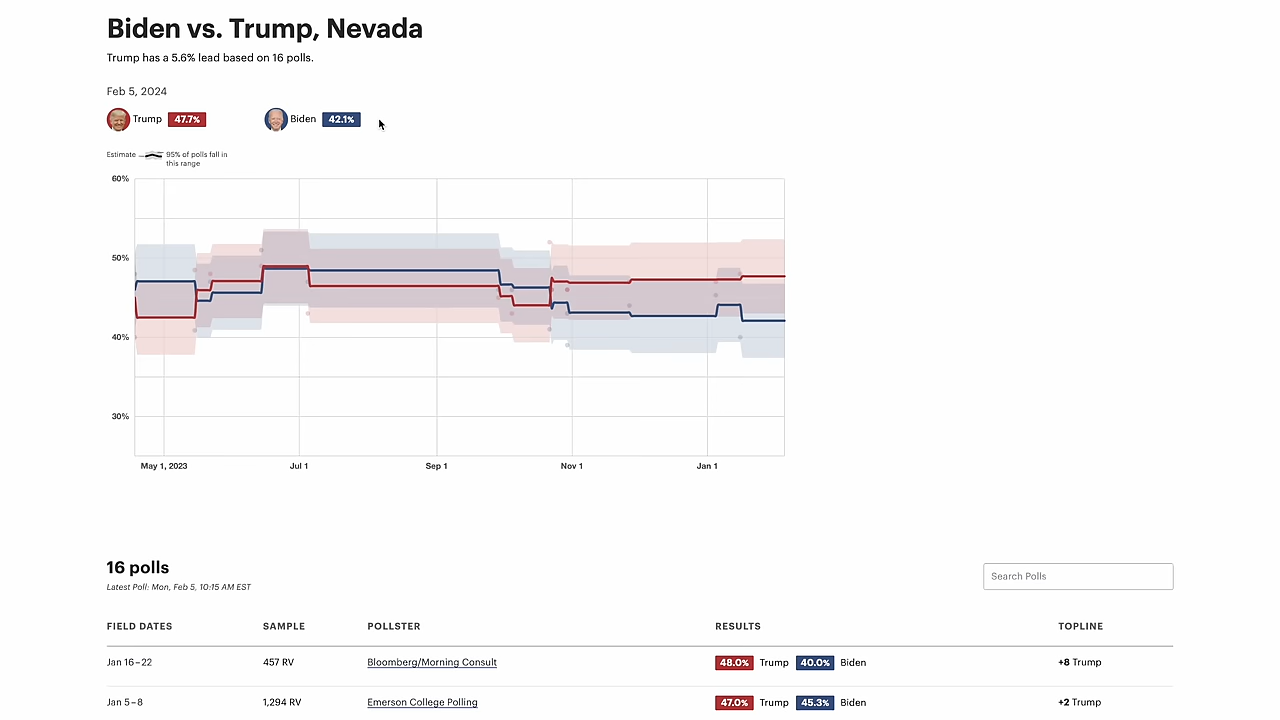 Biden vs. Trump, Nevada
Trump has a 5.6% lead based on 16 polls.
Feb 5, 2024
Trump 47.7% Biden 42.1%
Estimate 95% of polls fall in
this range
60%
50%
40%
30%
May 1, 2023 Jul 1 Sep 1 Nov 1 Jan 1
16 polls
Latest Poll: Mon, Feb 5, 10:15 AM EST
Search Polls
FIELD DATES SAMPLE POLLSTER RESULTS TOPLINE
Jan 16–22 457 RV Bloomberg/Morning Consult 48.0% Trump 40.0% Biden +8 Trump
Jan 5–8 1,294 RV Emerson College Polling 47.0% Trump 45.3% Biden +2 Trump